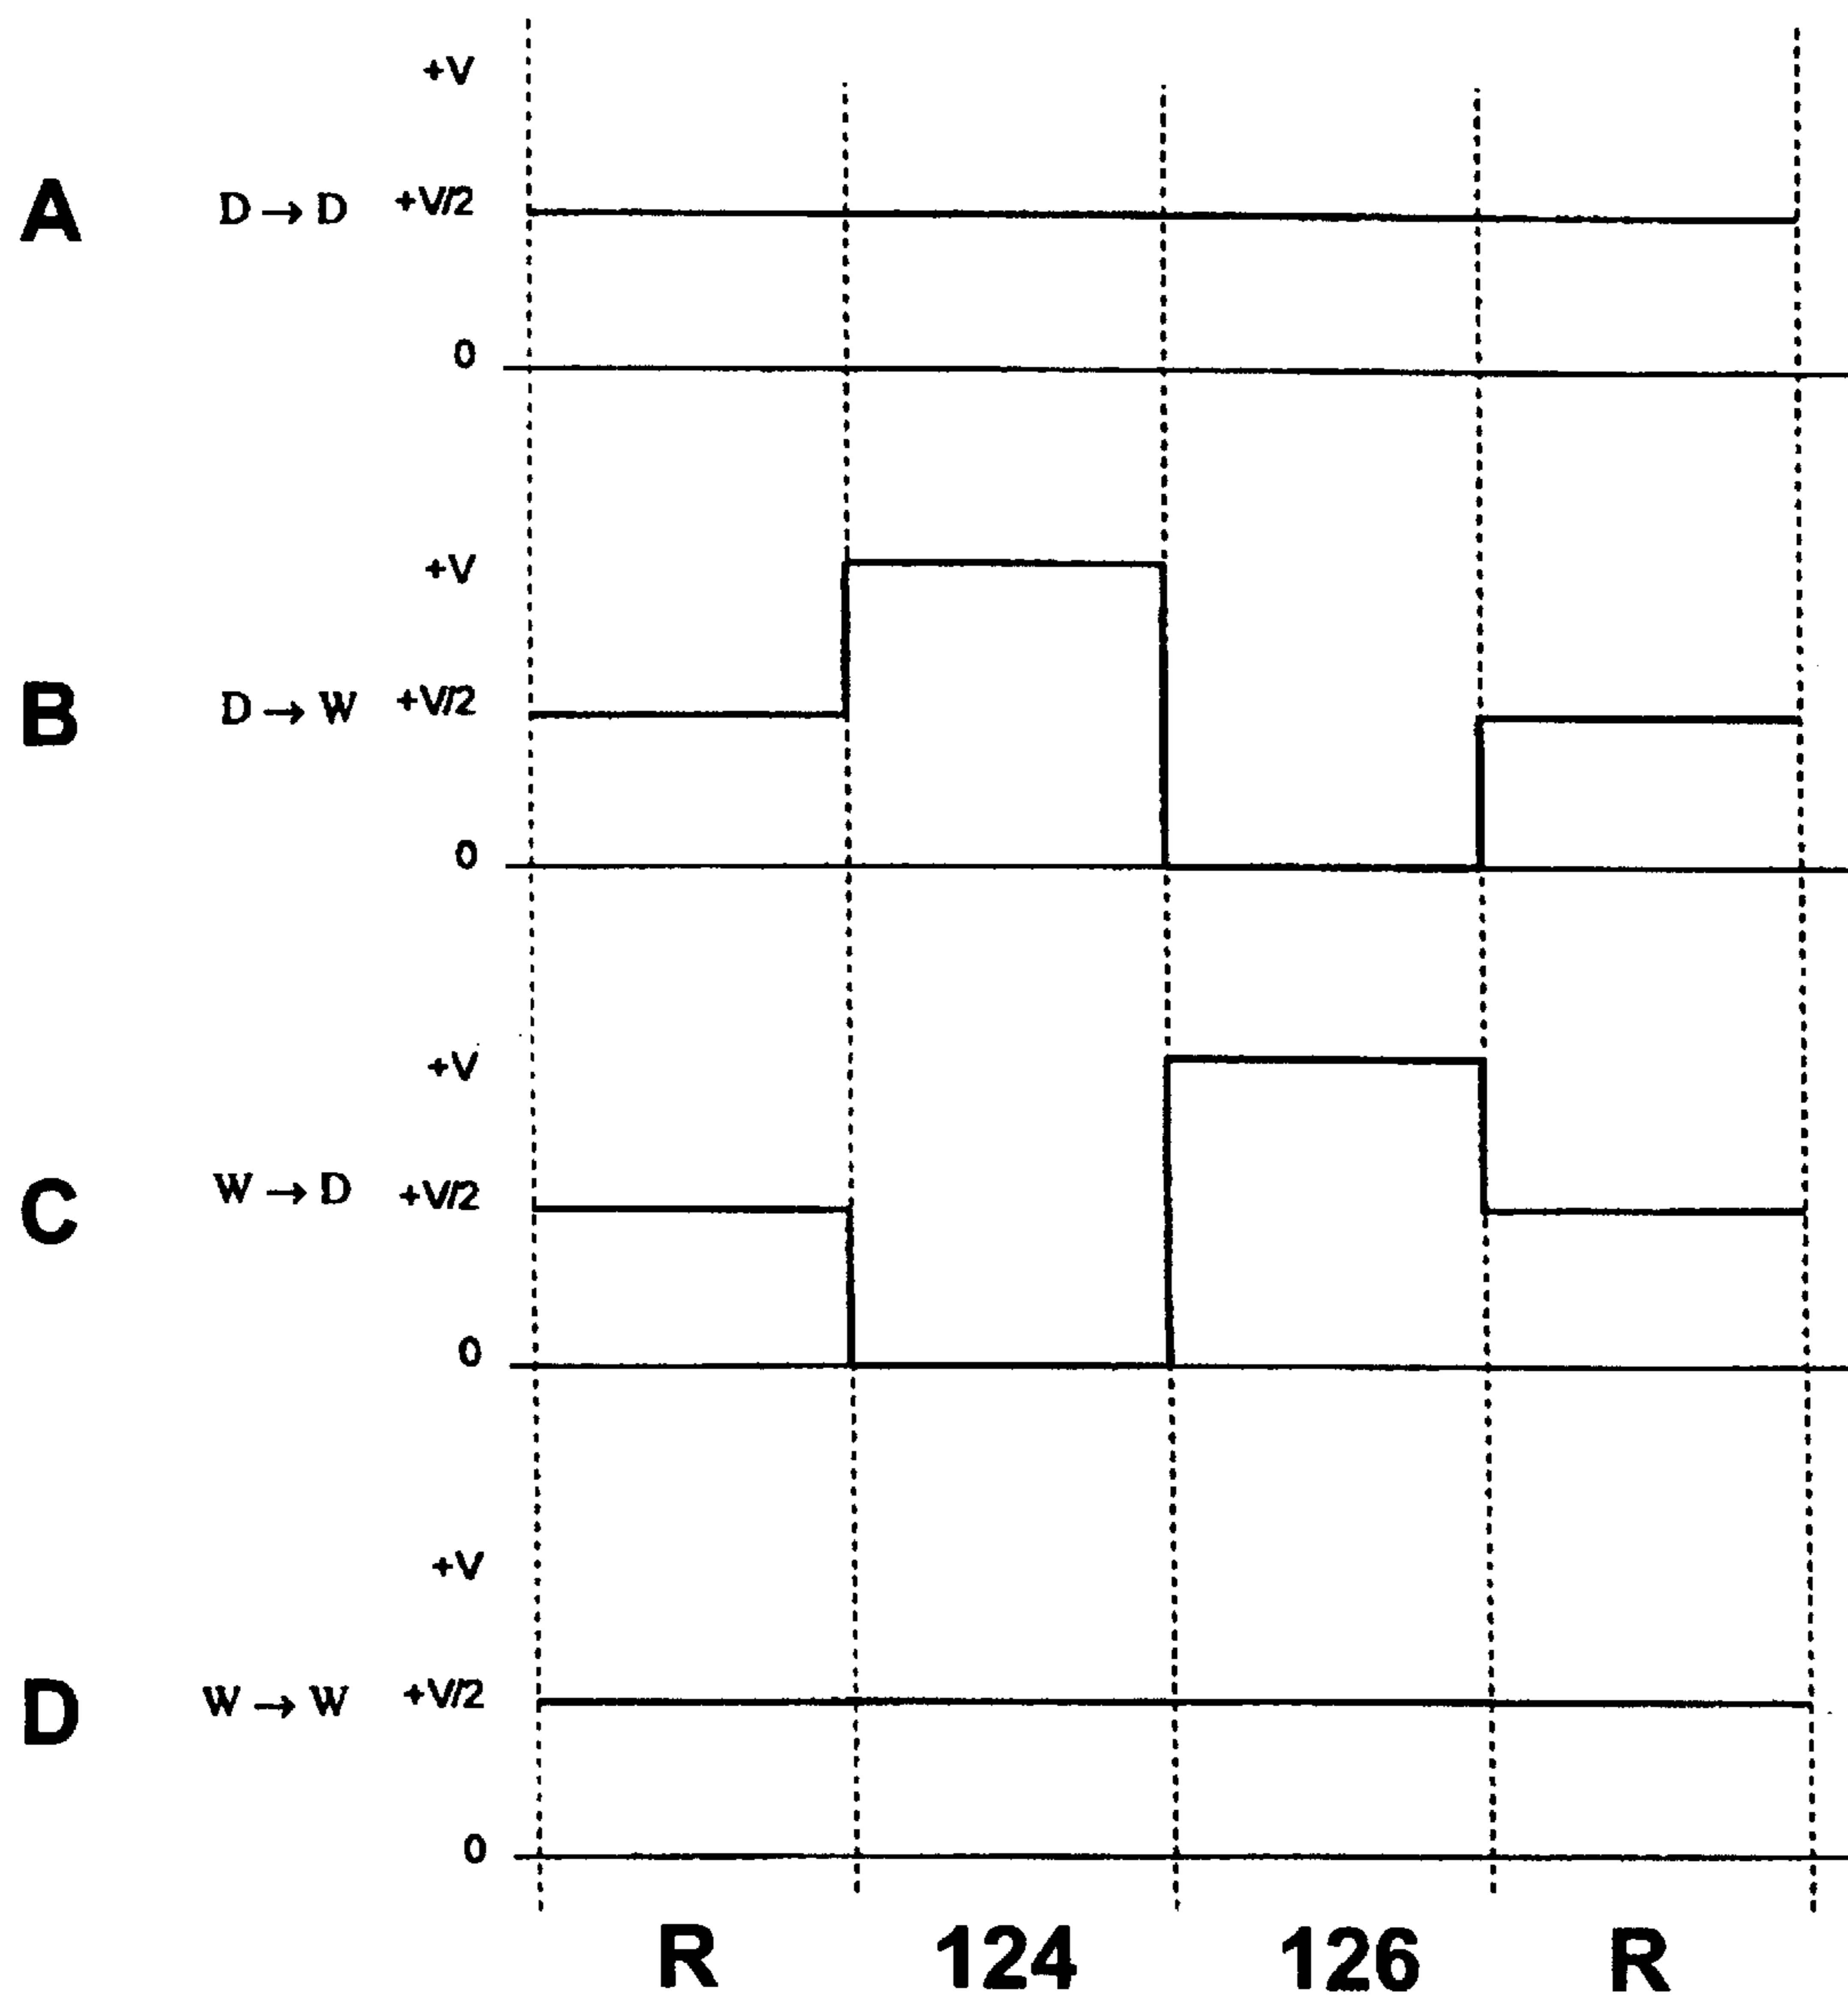 +V
A D → D +V/2
0
+V
B D → W +V/2
0
+V
C W → D +V/2
0
+V
D W → W +V/2
0
R 124 126 R